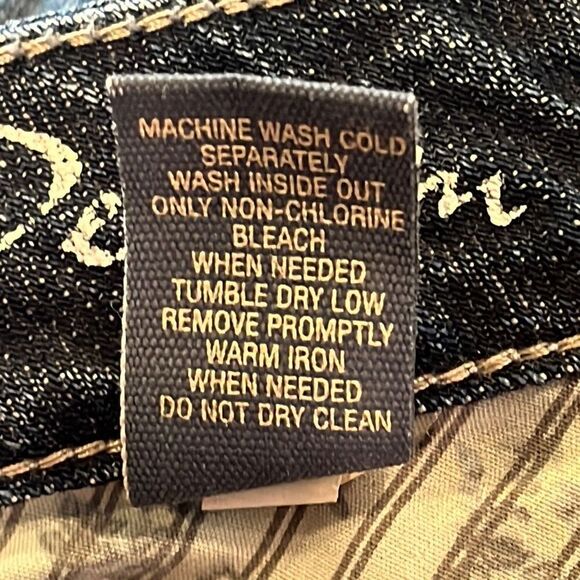 MACHINE WASH COLD
SEPARATELY
WASH INSIDE OUT
ONLY NON-CHLORINE
BLEACH
WHEN NEEDED
TUMBLE DRY LOW
REMOVE PROMPTLY
WARM IRON
WHEN NEEDED
DO NOT DRY CLEAN